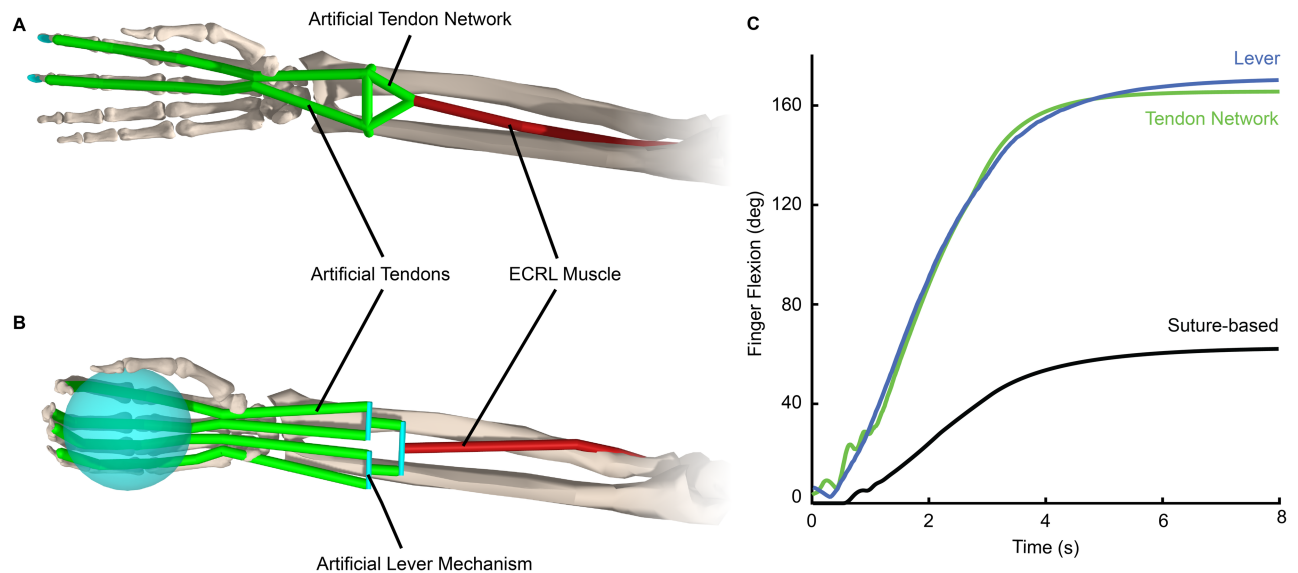 A
Artificial Tendon Network
Artificial Tendons
ECRL Muscle
B
Artificial Lever Mechanism
C
Lever
Tendon Network
Suture-based
Finger Flexion (deg)
160
120
80
40
0
0
2
4
6
8
Time (s)